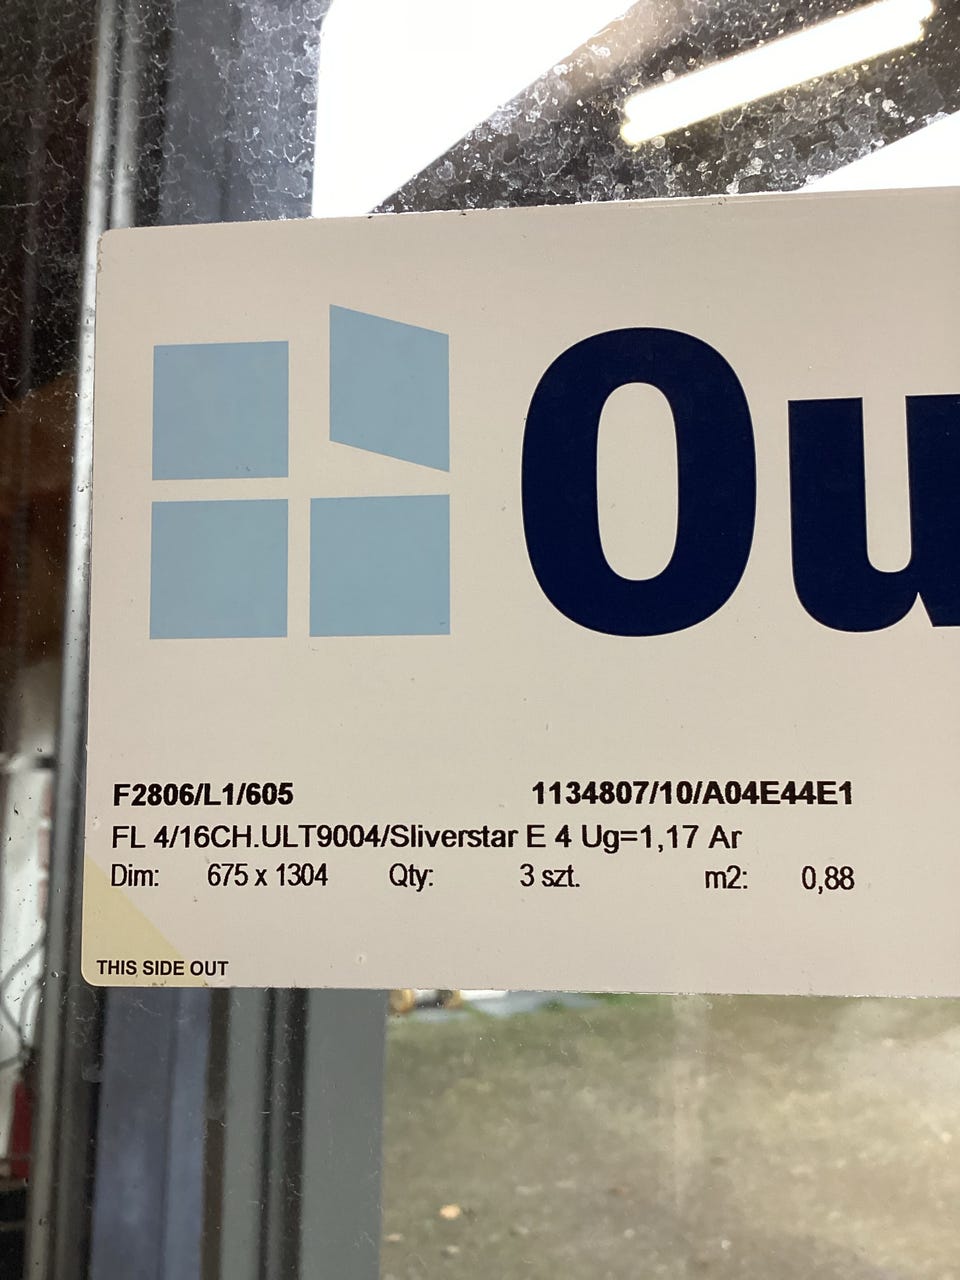 Ou
F2806/L1/605 1134807/10/A04E44E1
FL 4/16CH.ULT9004/Sliverstar E 4 Ug=1,17 Ar
Dim: 675 x 1304 Qty: 3 szt. m2: 0,88
THIS SIDE OUT